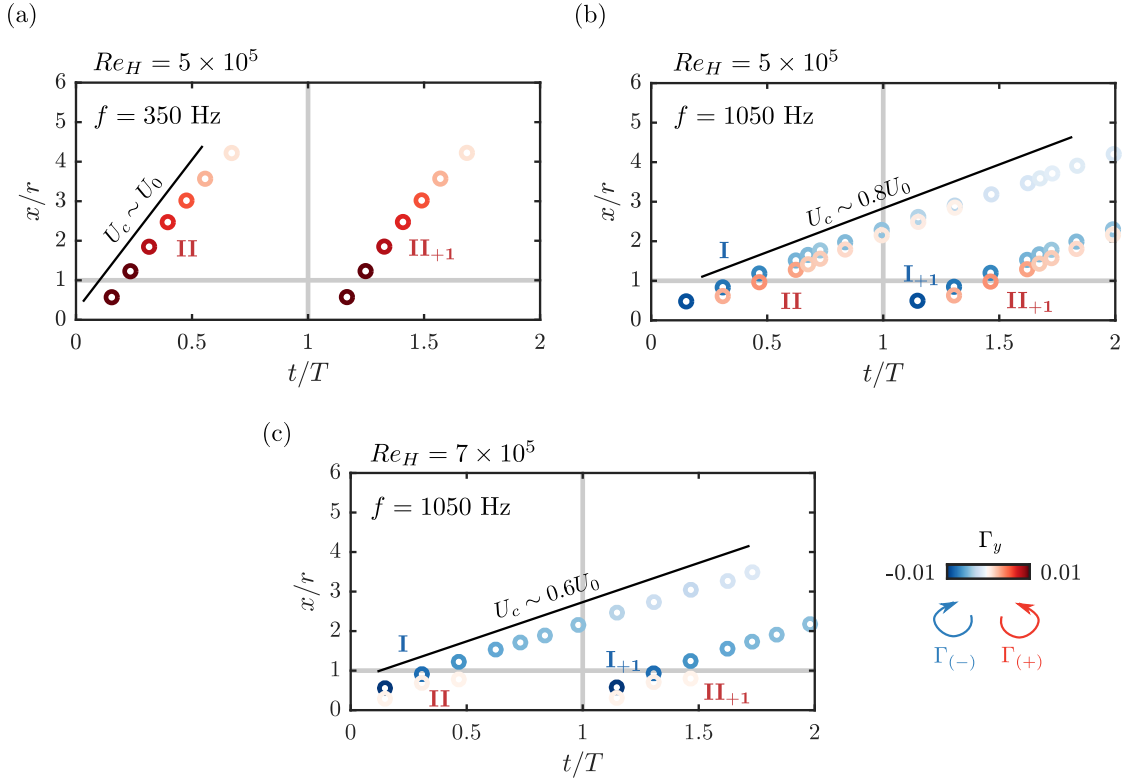 (a)
Re_H = 5 × 10^5
f = 350 Hz
U_c ~ U_0
II
II_{+1}
x/r
6
5
4
3
2
1
0
0
0.5
1
1.5
2
t/T
(b)
Re_H = 5 × 10^5
f = 1050 Hz
U_c ~ 0.8U_0
I
I_{+1}
II
II_{+1}
x/r
6
5
4
3
2
1
0
0
0.5
1
1.5
2
t/T
(c)
Re_H = 7 × 10^5
f = 1050 Hz
U_c ~ 0.6U_0
I
I_{+1}
II
II_{+1}
x/r
6
5
4
3
2
1
0
0
0.5
1
1.5
2
t/T
Γ_y
-0.01 0.01
Γ_(−) Γ_(+)